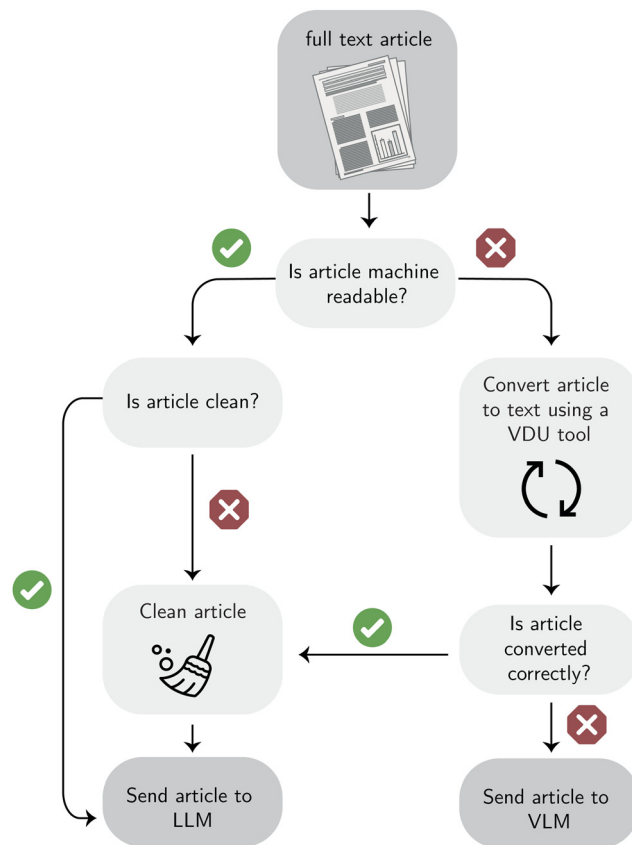 full text article
Is article machine
readable?
Is article clean?
Convert article
to text using a
VDU tool
Clean article
Is article
converted
correctly?
Send article to
LLM
Send article to
VLM